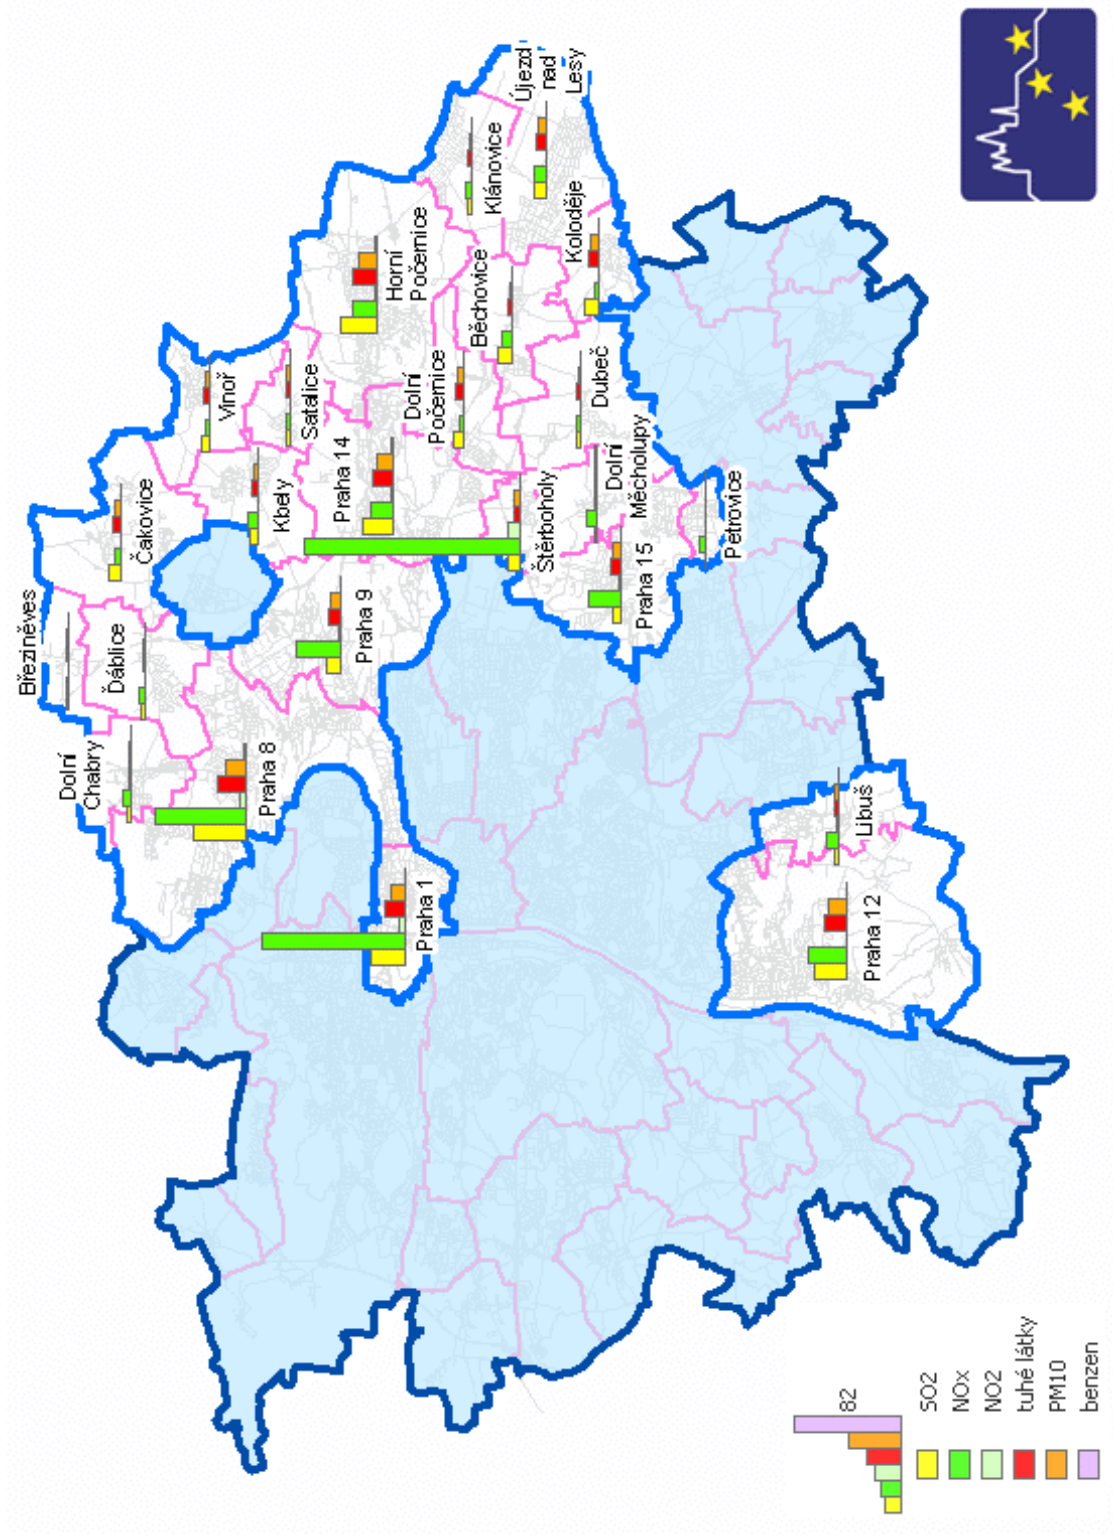 Březiněves
Ďáblice
Dolní
Chabry
Čakovice
Vinoř
Satalice
Kbely
Praha 8
Praha 9
Praha 14
Horní
Počernice
Dolní
Počernice
Klánovice
Újezd
nad
Lesy
Běchovice
Koloděje
Dubeč
Štěrboholy
Dolní
Měcholupy
Praha 15
Petrovice
Praha 1
Libuš
Praha 12
82
SO2
NOx
NO2
tuhé látky
PM10
benzen